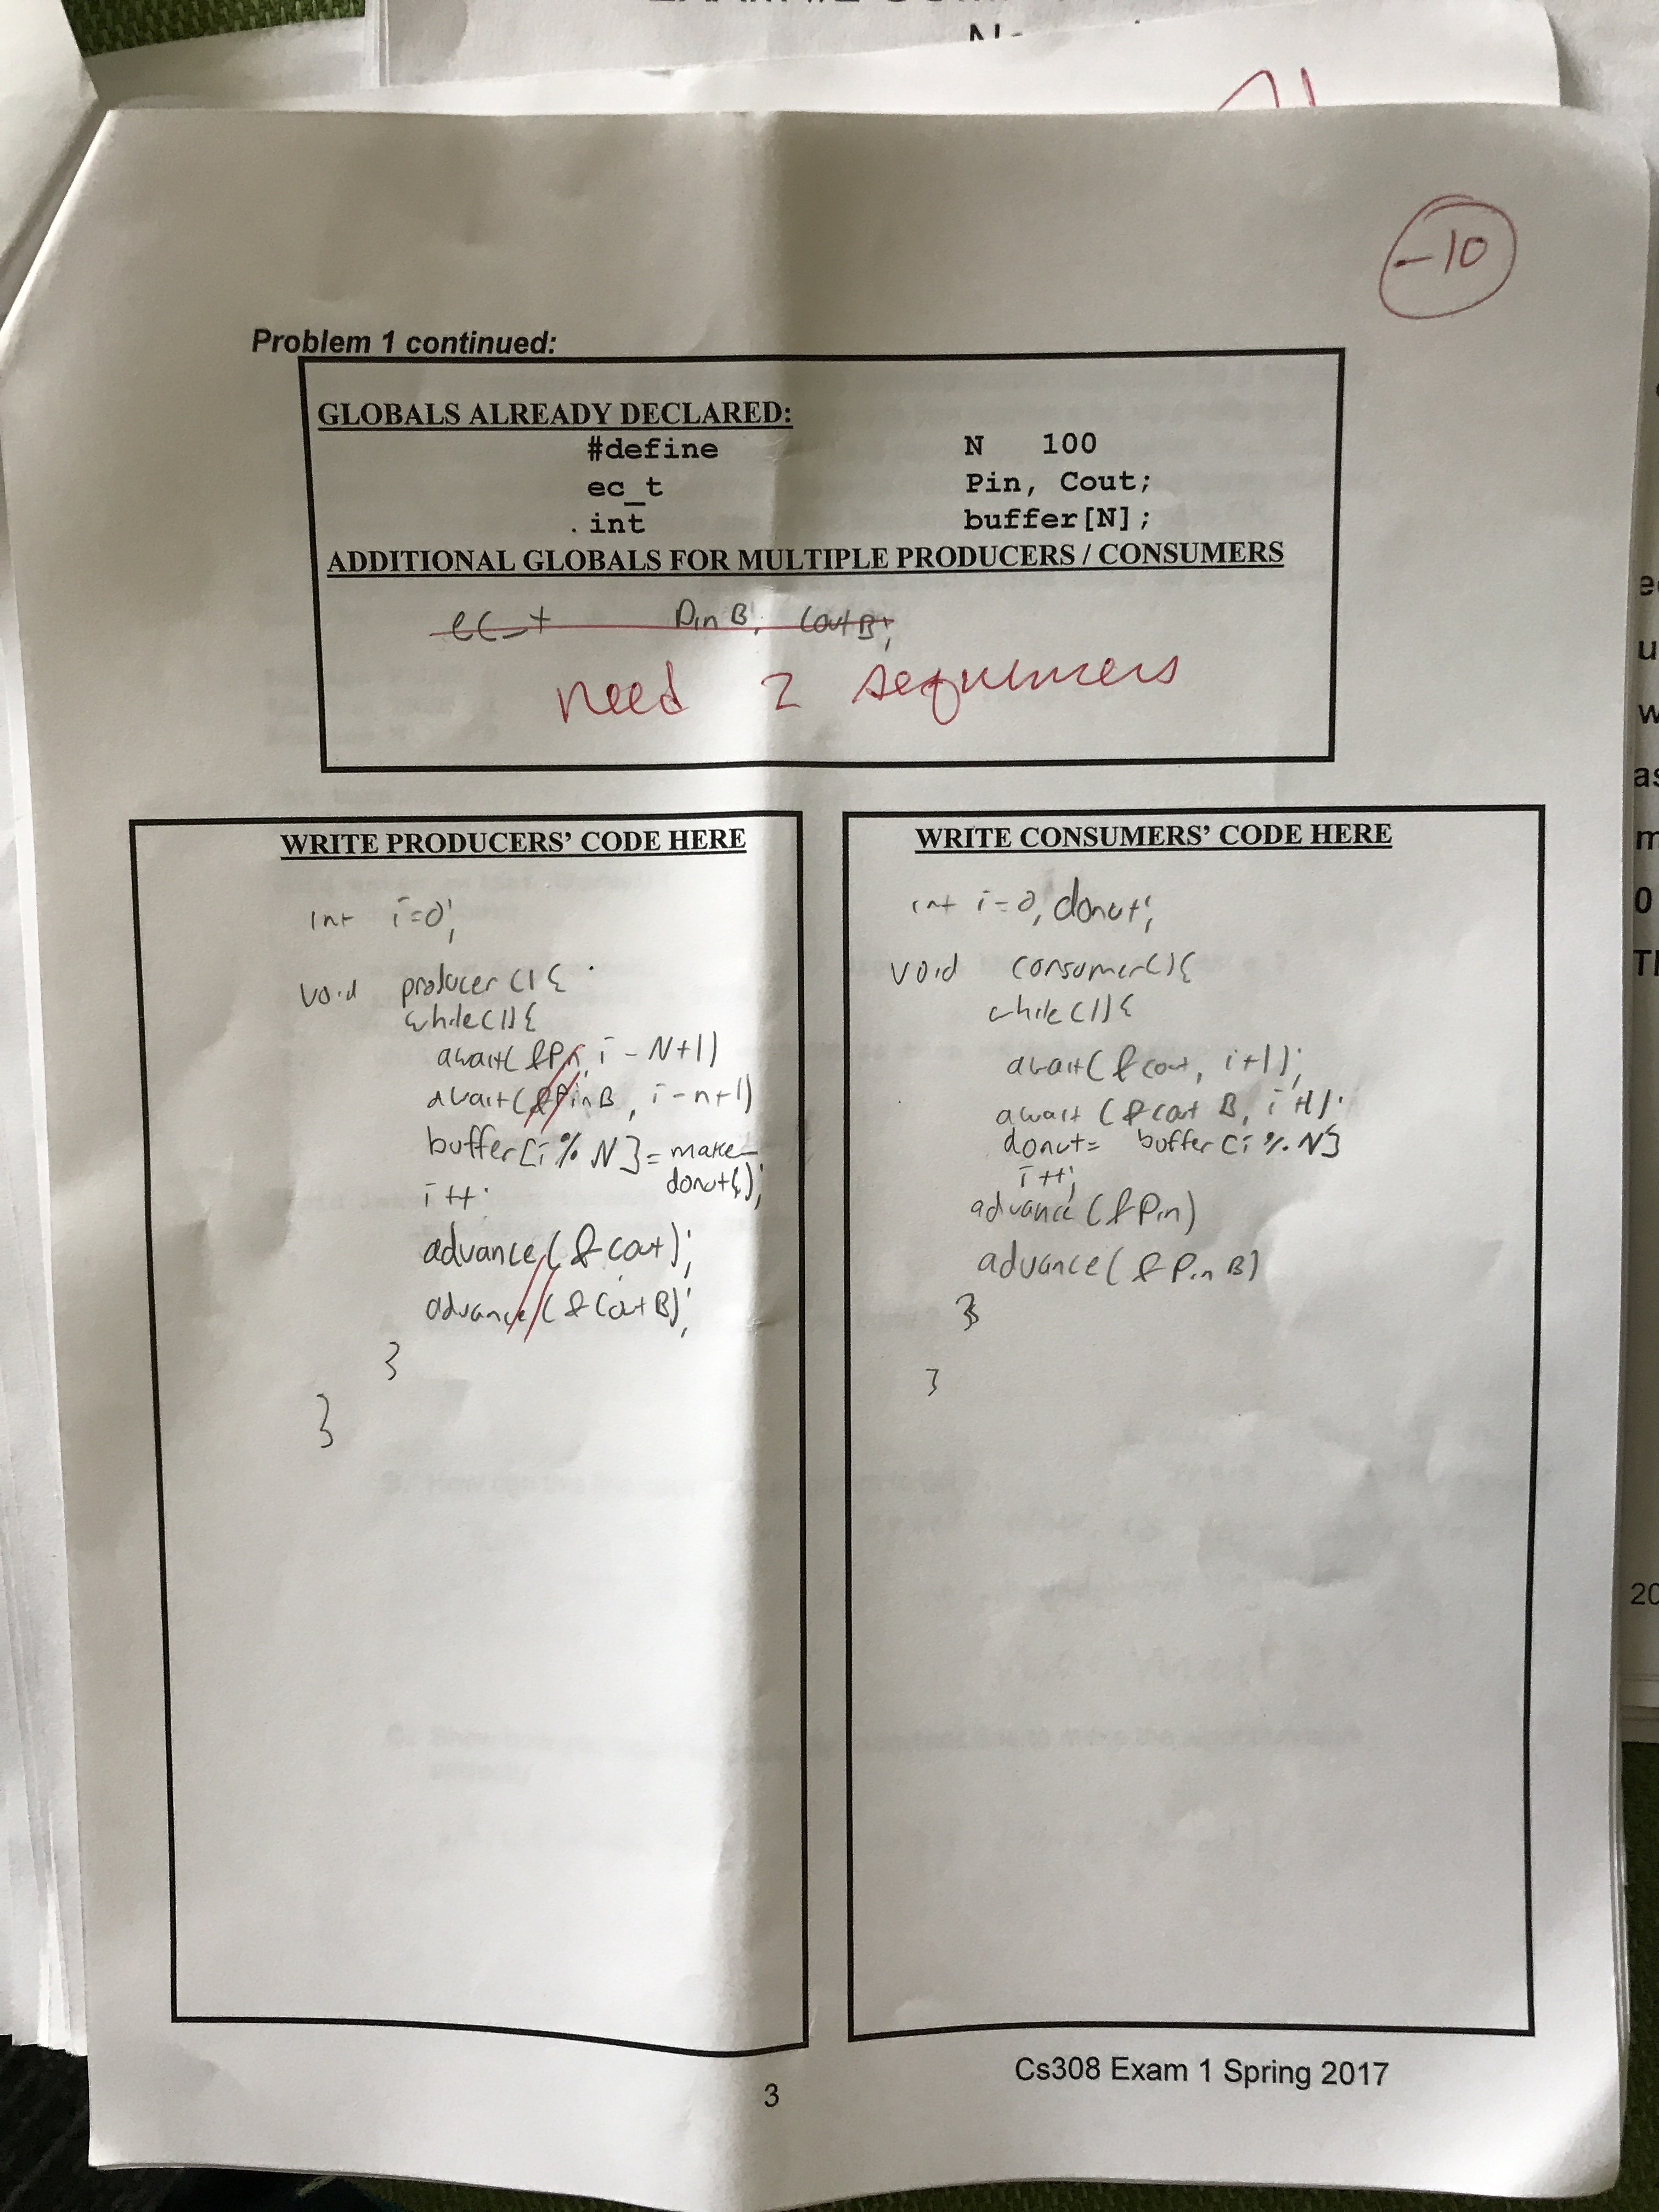 -10
Problem 1 continued:
GLOBALS ALREADY DECLARED:
#define N 100
ec_t Pin, Cout;
int buffer[N];
ADDITIONAL GLOBALS FOR MULTIPLE PRODUCERS / CONSUMERS
ec_t PinB; CoutB;
need 2 sequencers
WRITE PRODUCERS' CODE HERE
int i=0;
void producer(){
while(1){
await(&Pin, i-N+1)
await(&PinB, i-n+1)
buffer[i%N]=make_
donut();
i++;
advance(&Cout);
advance(&CoutB);
}
}
WRITE CONSUMERS' CODE HERE
int i=0, donut;
void consumer(){
while(1){
await(&cout, i+1);
await(&cout B, i+1);
donut= buffer[i%N]
i++;
advance(&Pin)
advance(&PinB)
}
}
Cs308 Exam 1 Spring 2017
3